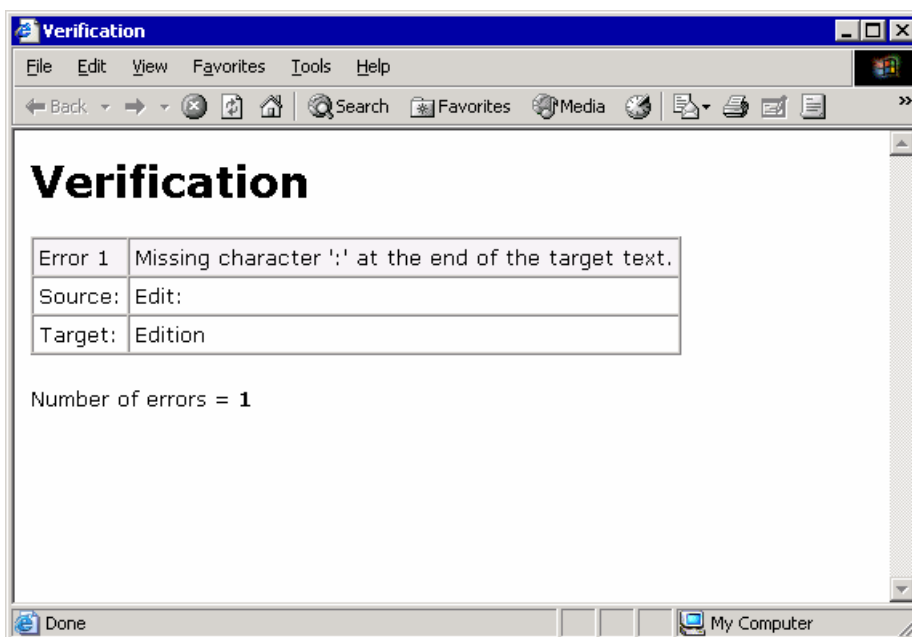 Verification
File Edit View Favorites Tools Help
Back Search Favorites Media »
Verification
Error 1 Missing character ':' at the end of the target text.
Source: Edit:
Target: Edition
Number of errors = 1
Done My Computer